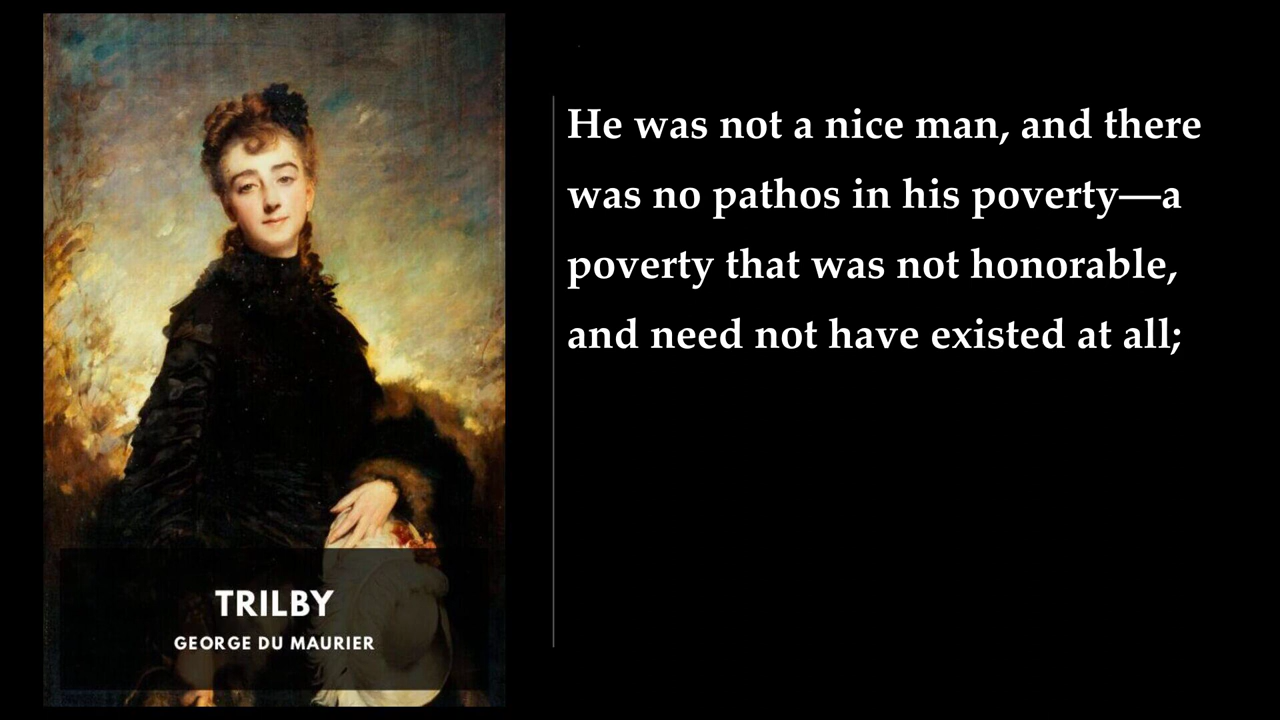 TRILBY
GEORGE DU MAURIER
He was not a nice man, and there
was no pathos in his poverty—a
poverty that was not honorable,
and need not have existed at all;